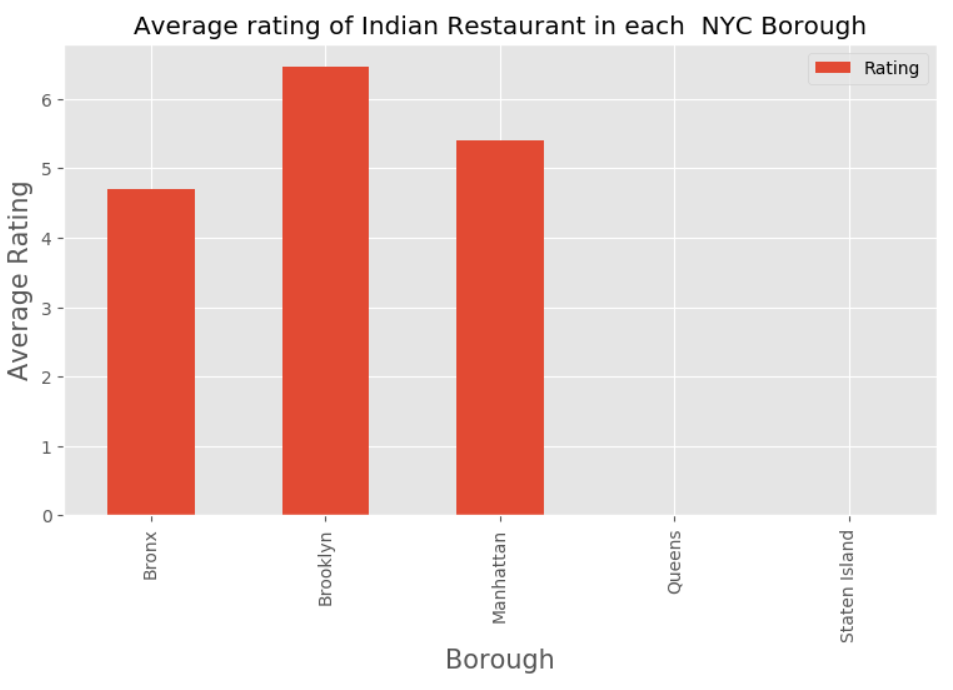 Average rating of Indian Restaurant in each  NYC Borough
Rating
Average Rating
6
5
4
3
2
1
0
Bronx
Brooklyn
Manhattan
Queens
Staten Island
Borough